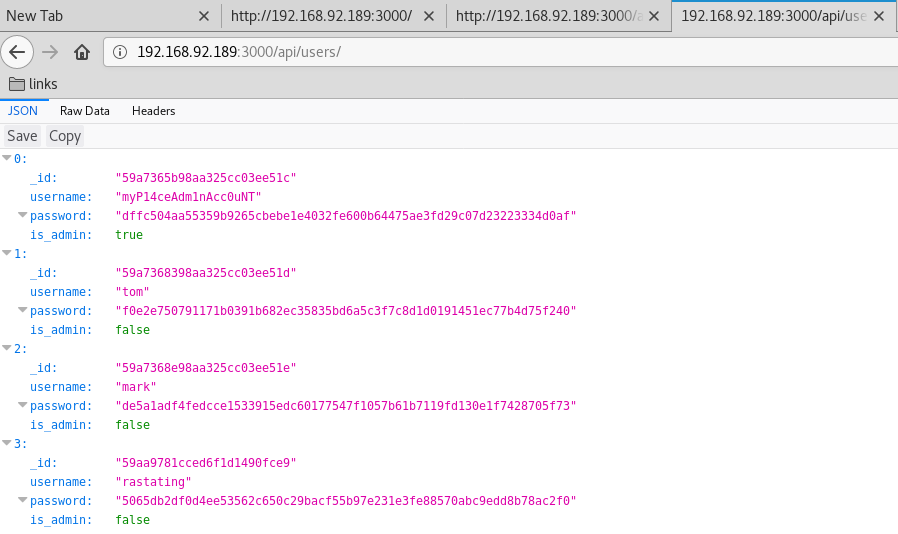 New Tab http://192.168.92.189:3000/ http://192.168.92.189:3000/a 192.168.92.189:3000/api/use
192.168.92.189:3000/api/users/
links
JSON Raw Data Headers
Save Copy
0:
_id: "59a7365b98aa325cc03ee51c"
username: "myP14ceAdm1nAcc0uNT"
password: "dffc504aa55359b9265cbebe1e4032fe600b64475ae3fd29c07d23223334d0af"
is_admin: true
1:
_id: "59a7368398aa325cc03ee51d"
username: "tom"
password: "f0e2e750791171b0391b682ec35835bd6a5c3f7c8d1d0191451ec77b4d75f240"
is_admin: false
2:
_id: "59a7368e98aa325cc03ee51e"
username: "mark"
password: "de5a1adf4fedcce1533915edc60177547f1057b61b7119fd130e1f7428705f73"
is_admin: false
3:
_id: "59aa9781cced6f1d1490fce9"
username: "rastating"
password: "5065db2df0d4ee53562c650c29bacf55b97e231e3fe88570abc9edd8b78ac2f0"
is_admin: false